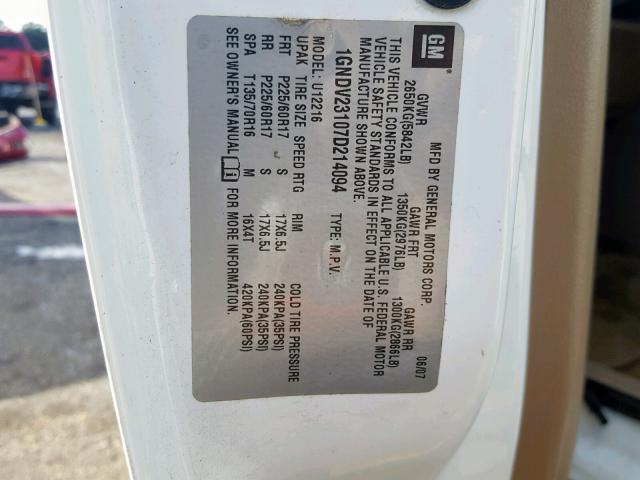 GM
MFD BY GENERAL MOTORS CORP. 06/07
GVWR GAWR FRT GAWR RR
2650KG(5842LB) 1350KG(2976LB) 1300KG(2866LB)
THIS VEHICLE CONFORMS TO ALL APPLICABLE U.S. FEDERAL MOTOR
VEHICLE SAFETY STANDARDS IN EFFECT ON THE DATE OF
MANUFACTURE SHOWN ABOVE.
1GNDV23107D214094 TYPE: M.P.V.
MODEL: U12216
UPAK TIRE SIZE SPEED RTG RIM COLD TIRE PRESSURE
FRT P225/60R17 S 17X6.5J 240KPA(35PSI)
RR P225/60R17 S 17X6.5J 240KPA(35PSI)
SPA T135/70R16 M 16X4T 420KPA(60PSI)
SEE OWNER'S MANUAL FOR MORE INFORMATION.